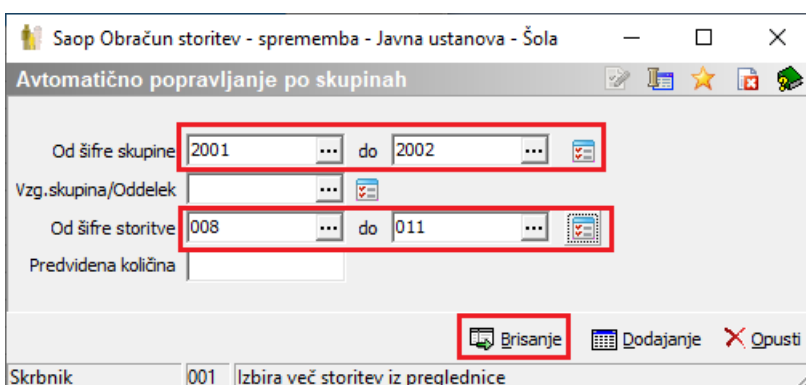 Saop Obračun storitev - sprememba - Javna ustanova - Šola
Avtomatično popravljanje po skupinah
Od šifre skupine 2001 ... do 2002 ...
Vzg.skupina/Oddelek ...
Od šifre storitve 008 ... do 011 ...
Predvidena količina
Brisanje Dodajanje Opusti
Skrbnik 001 Izbira več storitev iz preglednice